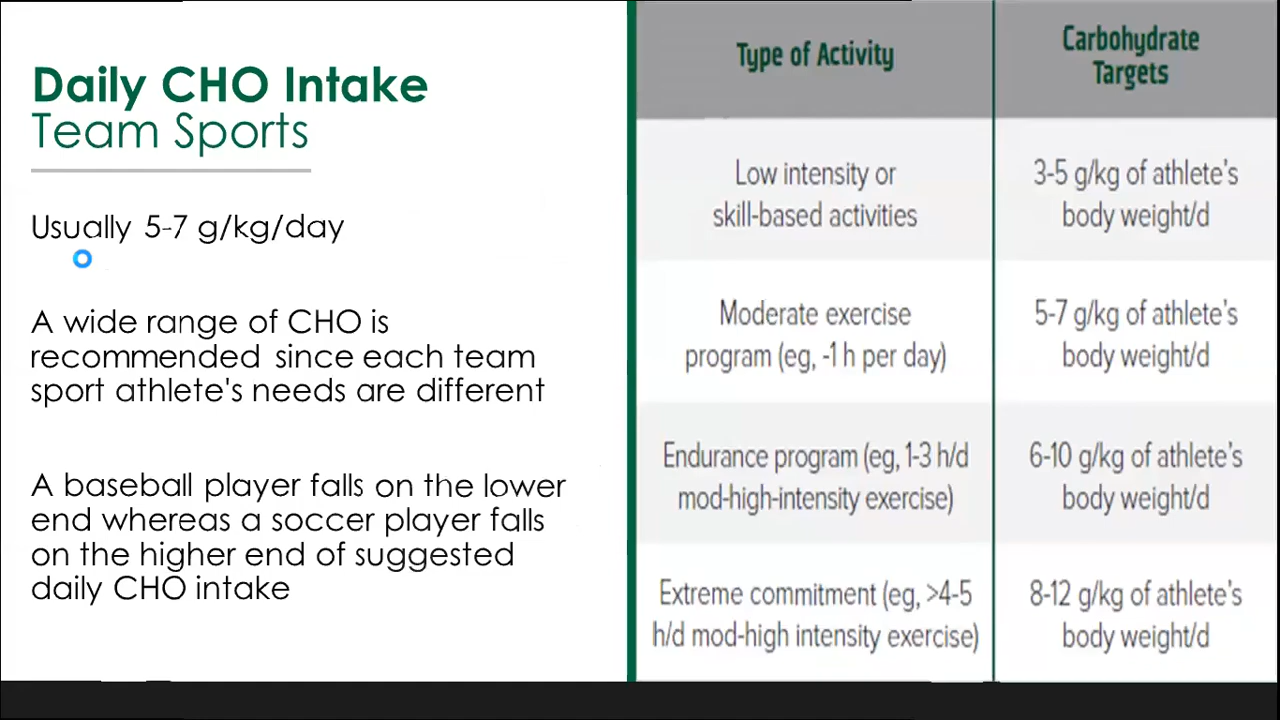 Daily CHO Intake
Team Sports
Usually 5-7 g/kg/day
A wide range of CHO is
recommended since each team
sport athlete's needs are different
A baseball player falls on the lower
end whereas a soccer player falls
on the higher end of suggested
daily CHO intake
Type of Activity
Carbohydrate
Targets
Low intensity or
skill-based activities
3-5 g/kg of athlete's
body weight/d
Moderate exercise
program (eg, -1 h per day)
5-7 g/kg of athlete's
body weight/d
Endurance program (eg, 1-3 h/d
mod-high-intensity exercise)
6-10 g/kg of athlete's
body weight/d
Extreme commitment (eg, >4-5
h/d mod-high intensity exercise)
8-12 g/kg of athlete's
body weight/d